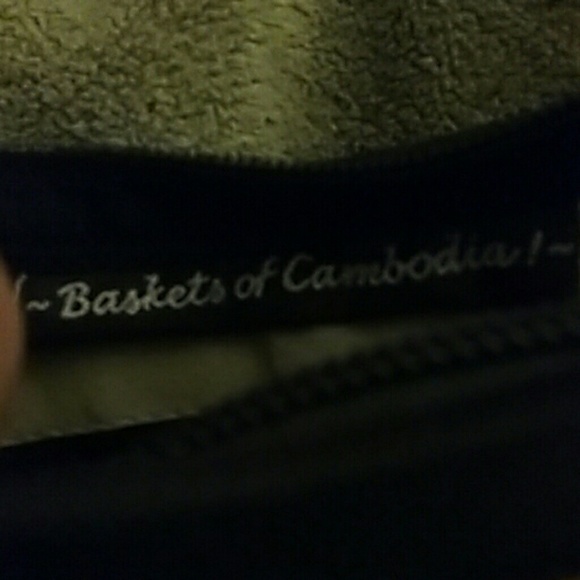 ~ Baskets of Cambodia ! ~